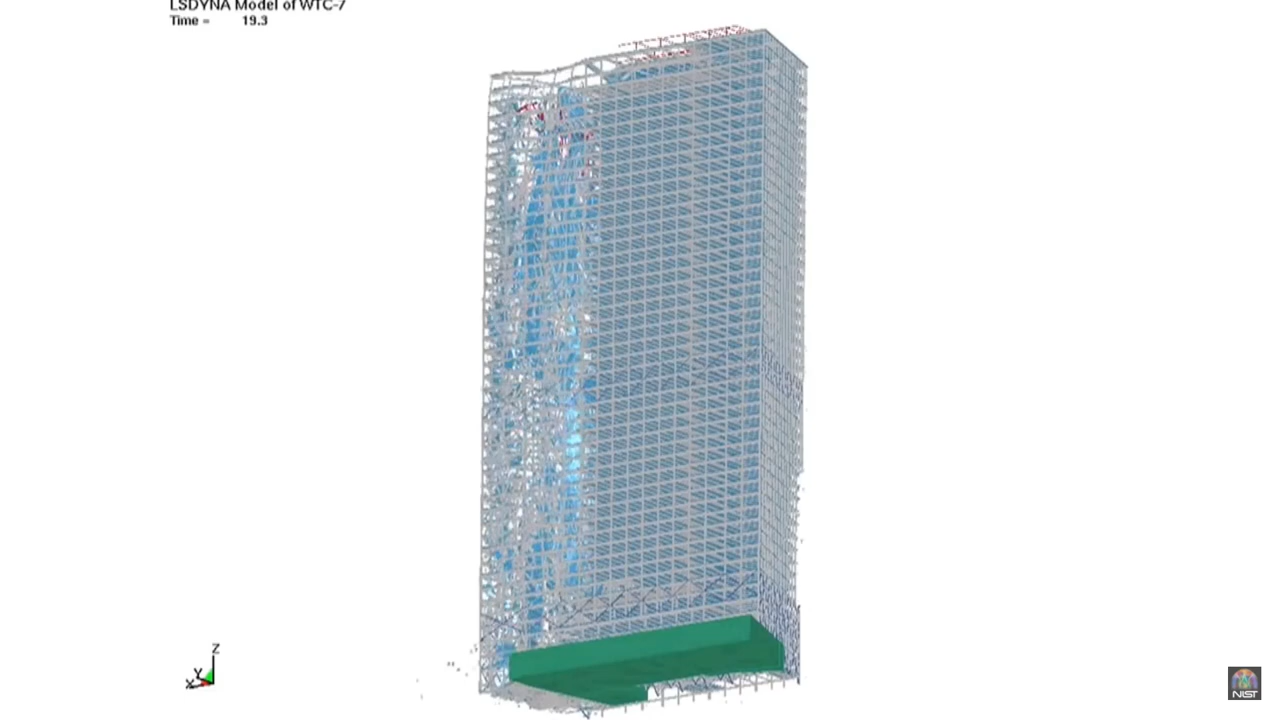 LSDYNA Model of WTC-7
Time = 19.3
Z
Y
X
NIST